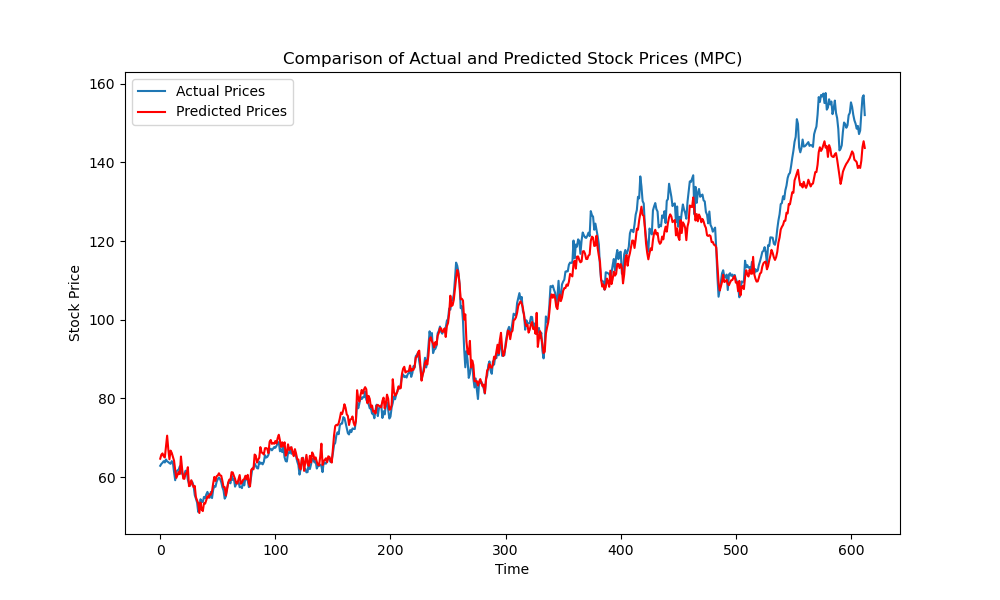 Comparison of Actual and Predicted Stock Prices (MPC)
Actual Prices
Predicted Prices
160
140
120
100
80
60
Stock Price
0 100 200 300 400 500 600
Time